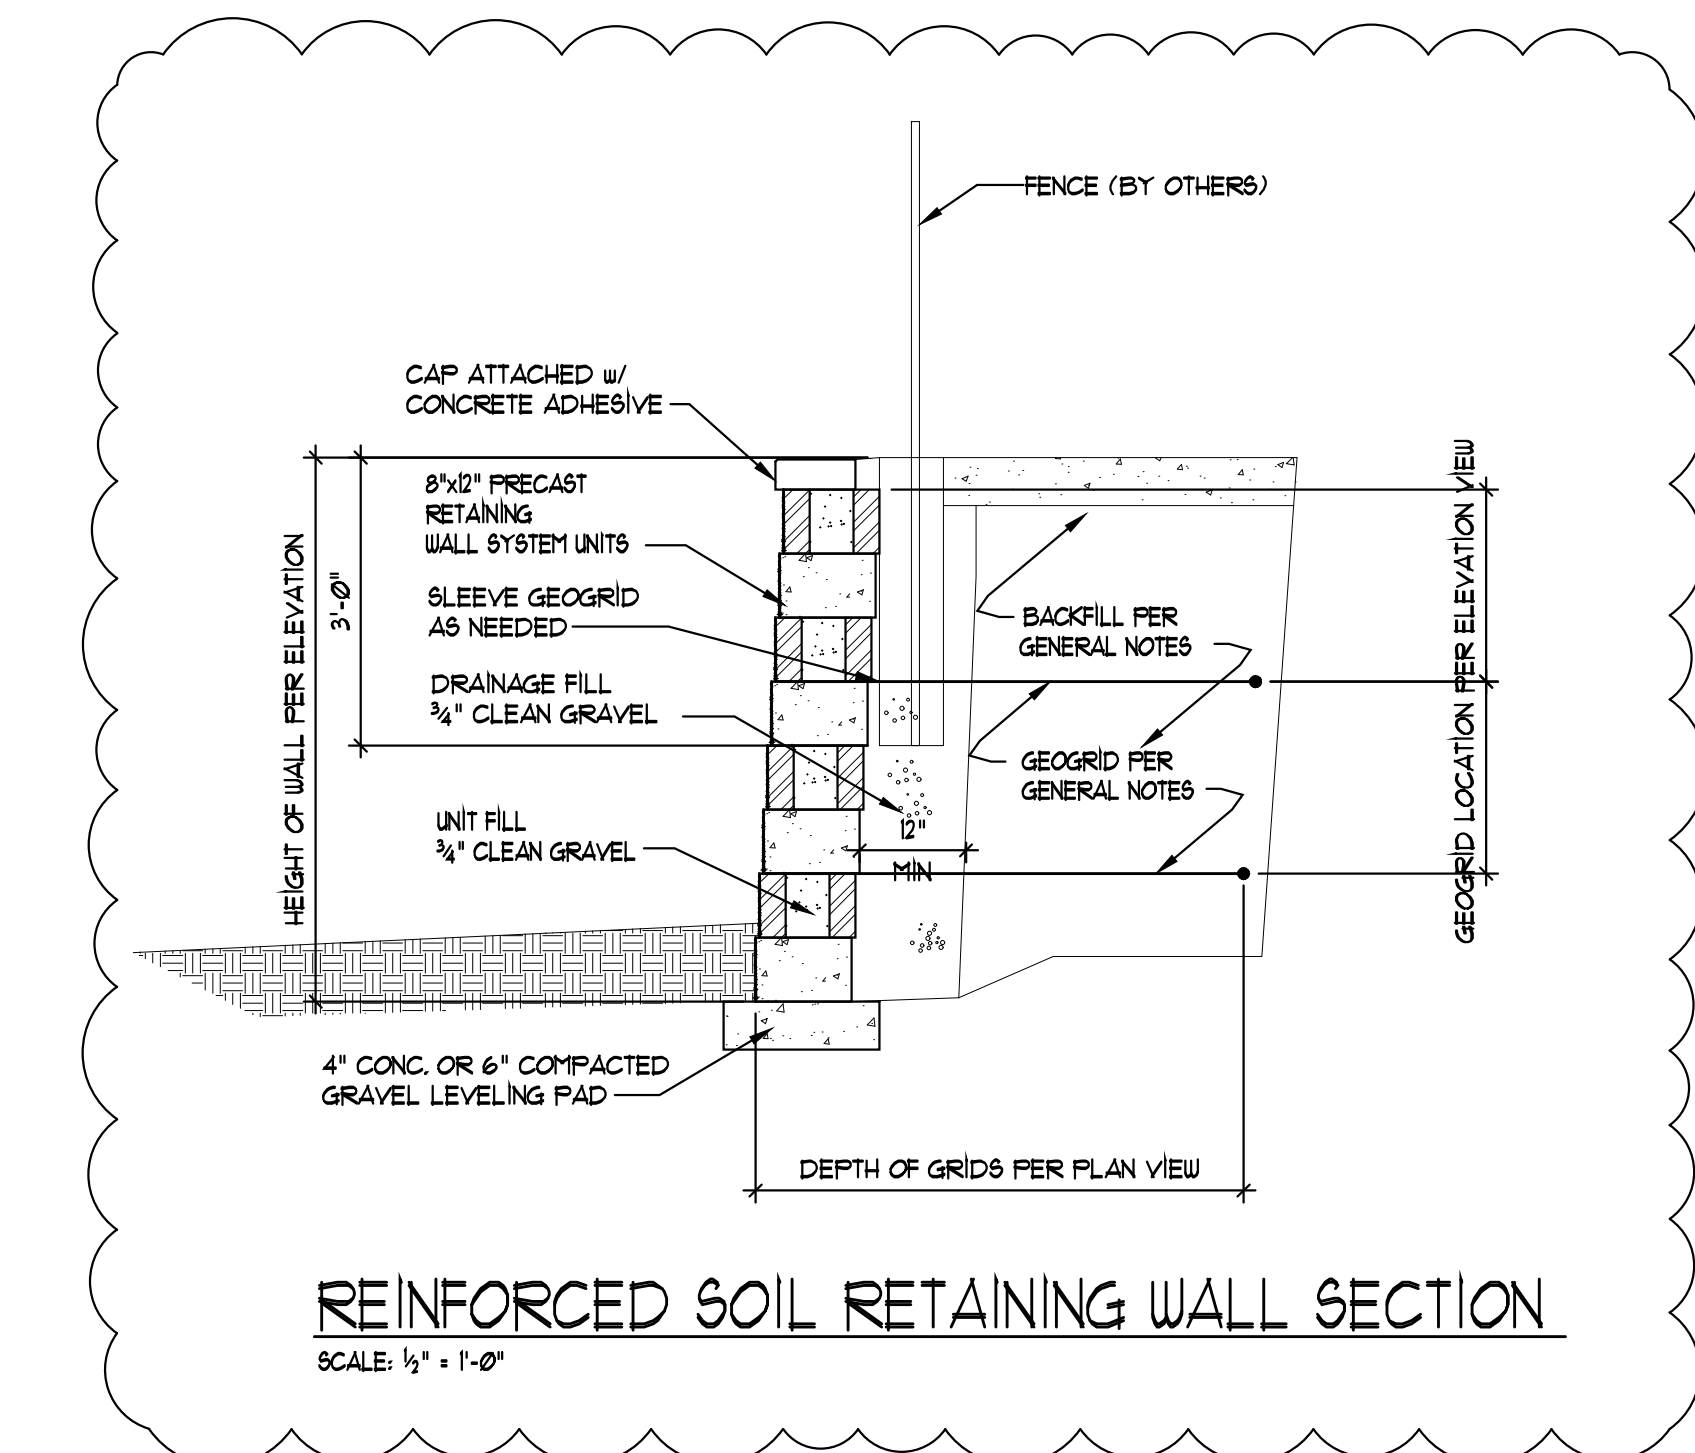 FENCE (BY OTHERS)
CAP ATTACHED w/
CONCRETE ADHESIVE
8"x12" PRECAST
RETAINING
WALL SYSTEM UNITS
SLEEVE GEOGRID
AS NEEDED
DRAINAGE FILL
¾" CLEAN GRAVEL
UNIT FILL
¾" CLEAN GRAVEL
HEIGHT OF WALL PER ELEVATION
3'-0"
BACKFILL PER
GENERAL NOTES
GEOGRID PER
GENERAL NOTES
12"
MIN
GEOGRID LOCATION PER ELEVATION VIEW
4" CONC. OR 6" COMPACTED
GRAVEL LEVELING PAD
DEPTH OF GRIDS PER PLAN VIEW
REINFORCED SOIL RETAINING WALL SECTION
SCALE: ½" = 1'-0"